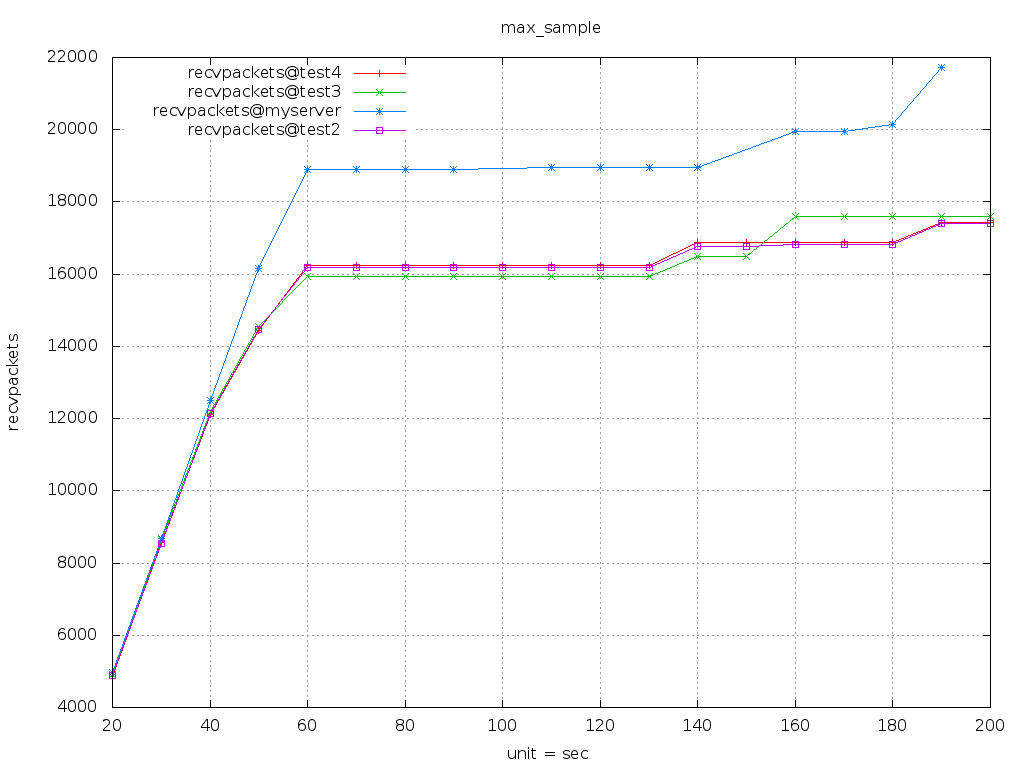 max_sample
22000
20000
18000
16000
14000
12000
10000
8000
6000
4000
recvpackets@test4
recvpackets@test3
recvpackets@myserver
recvpackets@test2
recvpackets
20 40 60 80 100 120 140 160 180 200
unit = sec